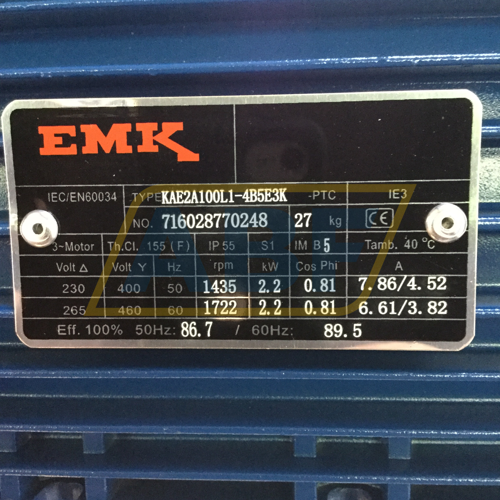 EMK
IEC/EN60034 TYPE KAE2A100L1-4B5E3K -PTC IE3
NO. 716028770248 27 kg CE
3~Motor Th.Cl. 155 (F) IP 55 S1 IM B5 Tamb. 40 °C
Volt Δ Volt Y Hz rpm kW Cos Phi A
230 400 50 1435 2.2 0.81 7.86/4.52
265 460 60 1722 2.2 0.81 6.61/3.82
Eff. 100% 50Hz: 86.7 / 60Hz: 89.5